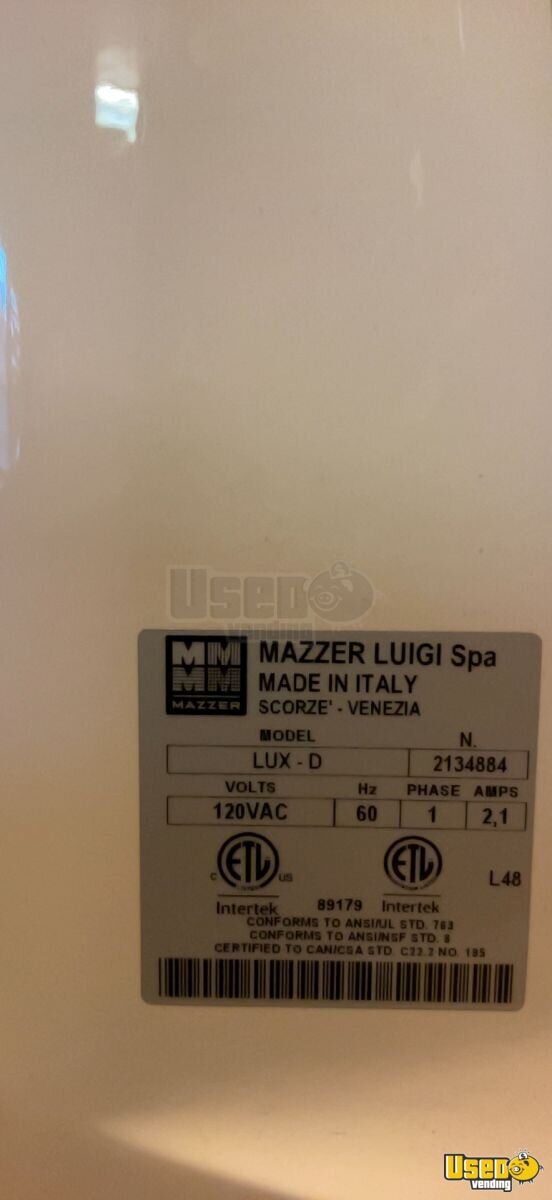 Used
vending
MAZZER
MAZZER LUIGI Spa
MADE IN ITALY
SCORZE' - VENEZIA
MODEL N.
LUX - D 2134884
VOLTS Hz PHASE AMPS
120VAC 60 1 2,1
C ETL US ETL L48
Intertek 89179 Intertek
CONFORMS TO ANSI/UL STD. 763
CONFORMS TO ANSI/NSF STD. 8
CERTIFIED TO CAN/CSA STD. C22.2 NO. 195
Used
vending